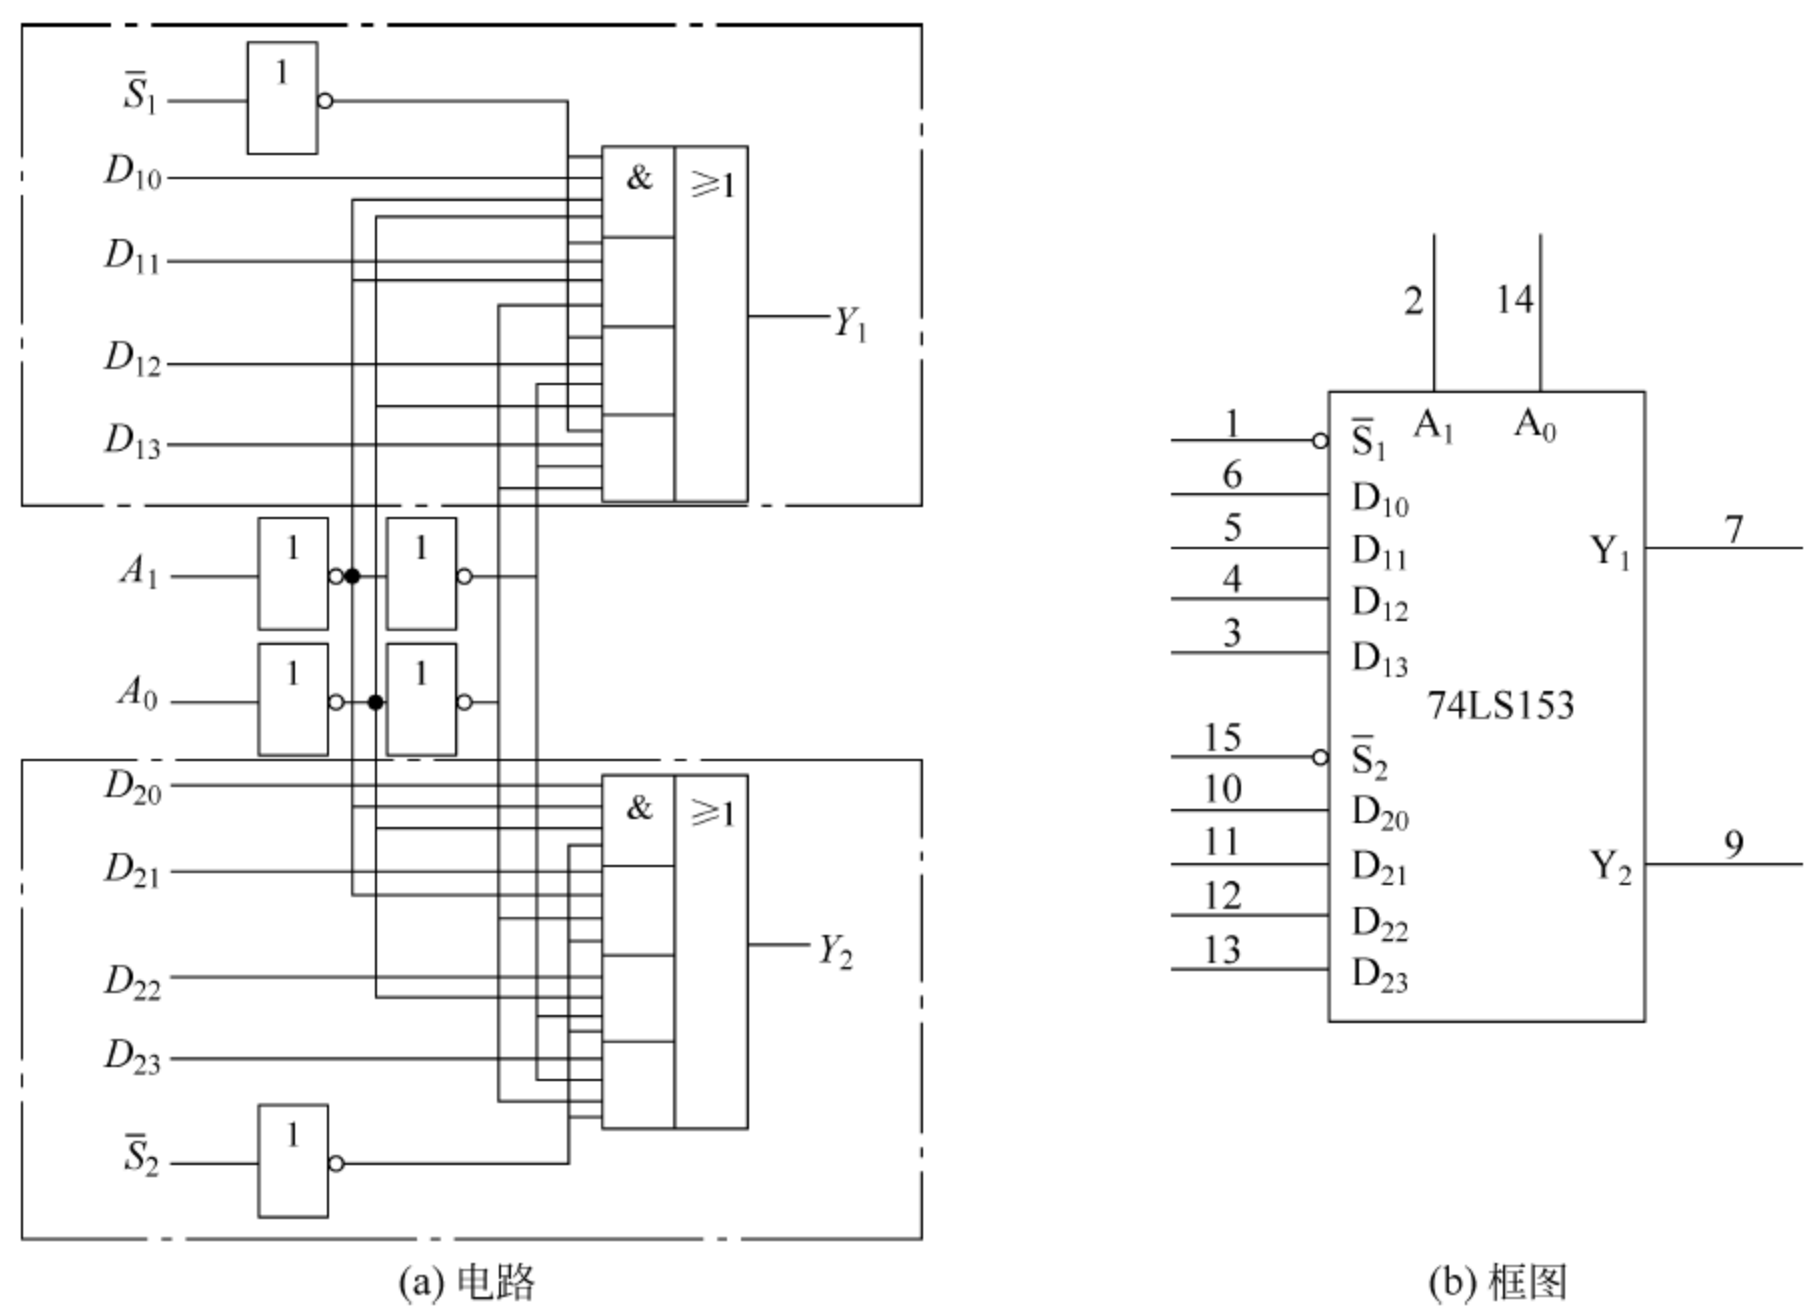 S̅₁
1
D₁₀
& ≥1
D₁₁
Y₁
D₁₂
D₁₃
A₁
1 1
A₀
1 1
D₂₀
& ≥1
D₂₁
Y₂
D₂₂
D₂₃
S̅₂
1
(a) 电路
2 14
A₁ A₀
1 S̅₁
6 D₁₀
5 D₁₁
Y₁ 7
4 D₁₂
3 D₁₃
74LS153
15 S̅₂
10 D₂₀
11 D₂₁
Y₂ 9
12 D₂₂
13 D₂₃
(b) 框图